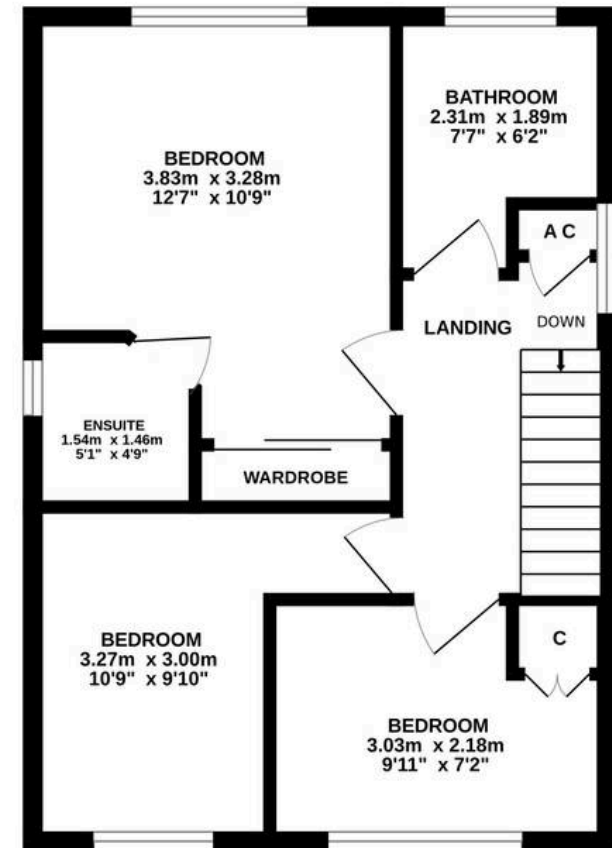 BATHROOM
2.31m x 1.89m
7'7" x 6'2"
BEDROOM
3.83m x 3.28m
12'7" x 10'9"
A C
LANDING
DOWN
ENSUITE
1.54m x 1.46m
5'1" x 4'9"
WARDROBE
BEDROOM
3.27m x 3.00m
10'9" x 9'10"
C
BEDROOM
3.03m x 2.18m
9'11" x 7'2"